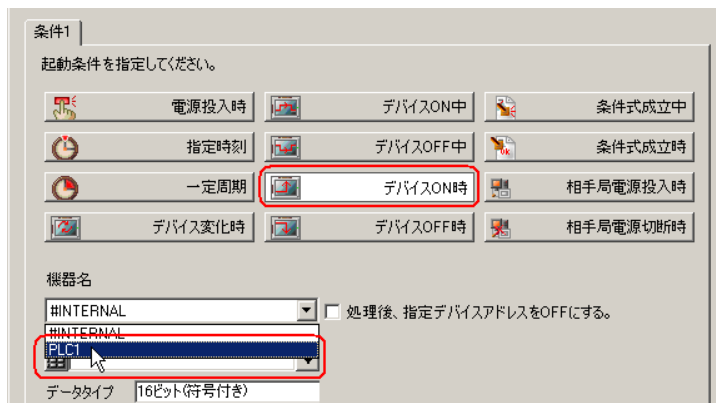 条件1
起動条件を指定してください。
電源投入時 デバイスON中 条件式成立中
指定時刻 デバイスOFF中 条件式成立時
一定周期 デバイスON時 相手局電源投入時
デバイス変化時 デバイスOFF時 相手局電源切断時
機器名
#INTERNAL 処理後、指定デバイスアドレスをOFFにする。
#INTERNAL
PLC1
データタイプ 16ビット(符号付き)